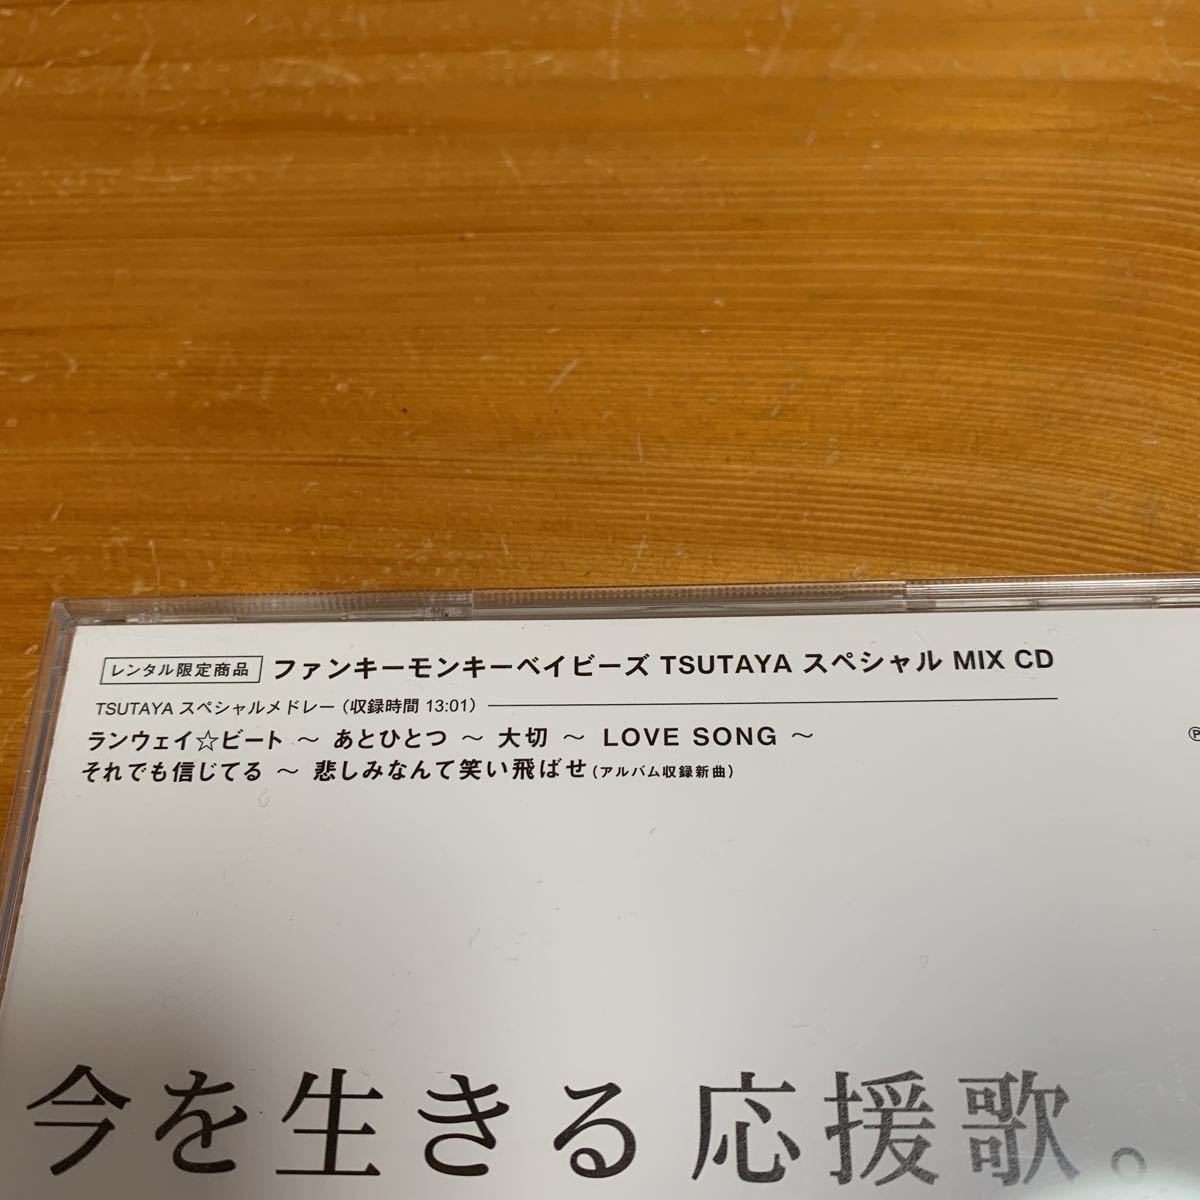 レンタル限定商品 ファンキーモンキーベイビーズ TSUTAYA スペシャル MIX CD
TSUTAYA スペシャルメドレー (収録時間 13:01)
ランウェイ☆ビート ～ あとひとつ ～ 大切 ～ LOVE SONG ～
それでも信じてる ～ 悲しみなんて笑い飛ばせ (アルバム収録新曲)
℗
今を生きる 応援歌。